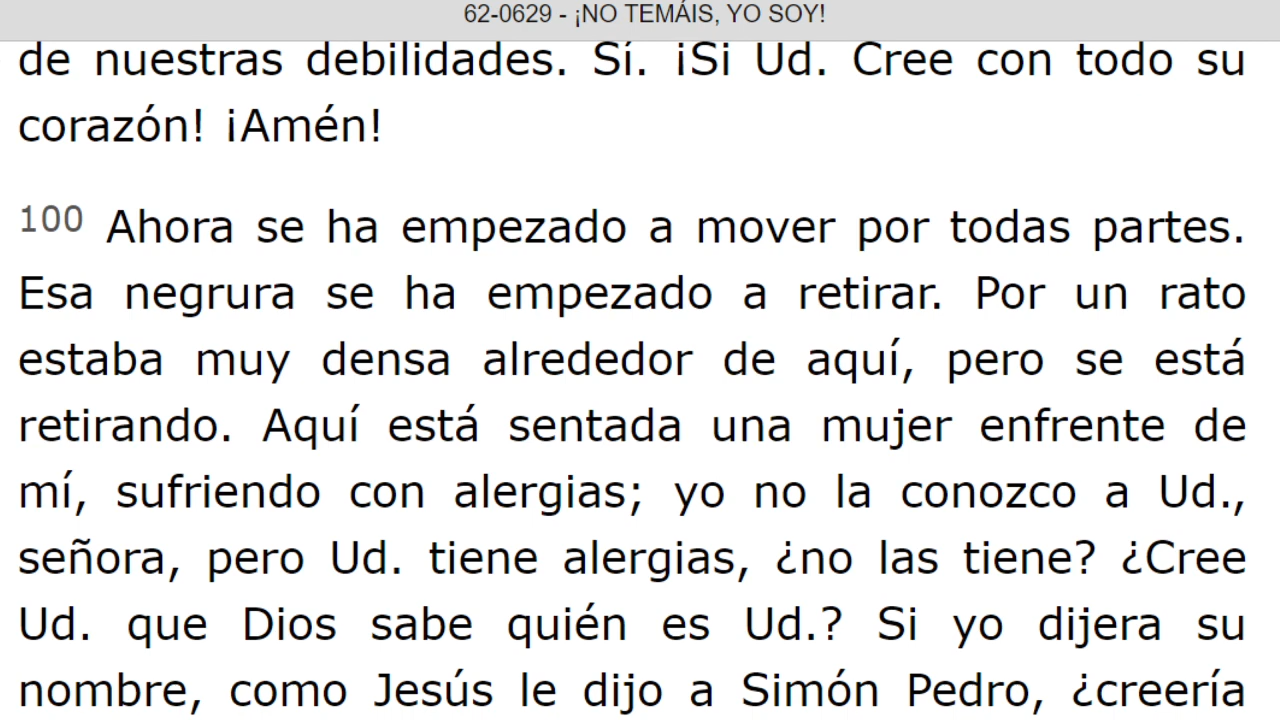 62-0629 - ¡NO TEMÁIS, YO SOY!
de nuestras debilidades. Sí. ¡Si Ud. Cree con todo su
corazón! ¡Amén!
100 Ahora se ha empezado a mover por todas partes.
Esa negrura se ha empezado a retirar. Por un rato
estaba muy densa alrededor de aquí, pero se está
retirando. Aquí está sentada una mujer enfrente de
mí, sufriendo con alergias; yo no la conozco a Ud.,
señora, pero Ud. tiene alergias, ¿no las tiene? ¿Cree
Ud. que Dios sabe quién es Ud.? Si yo dijera su
nombre, como Jesús le dijo a Simón Pedro, ¿creería